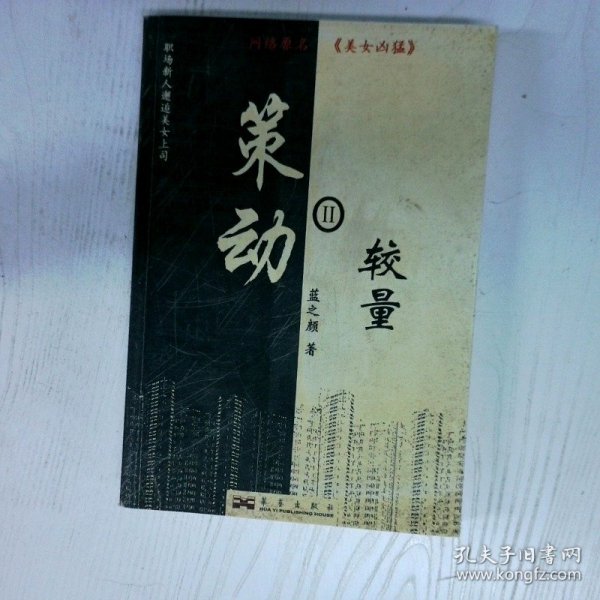 网络原名 《美女凶猛》
职场新人邂逅美女上司
策动
II
较量
蓝之颜 著
华艺出版社
HUA YI PUBLISHING HOUSE
孔夫子旧书网
www.kongfz.com